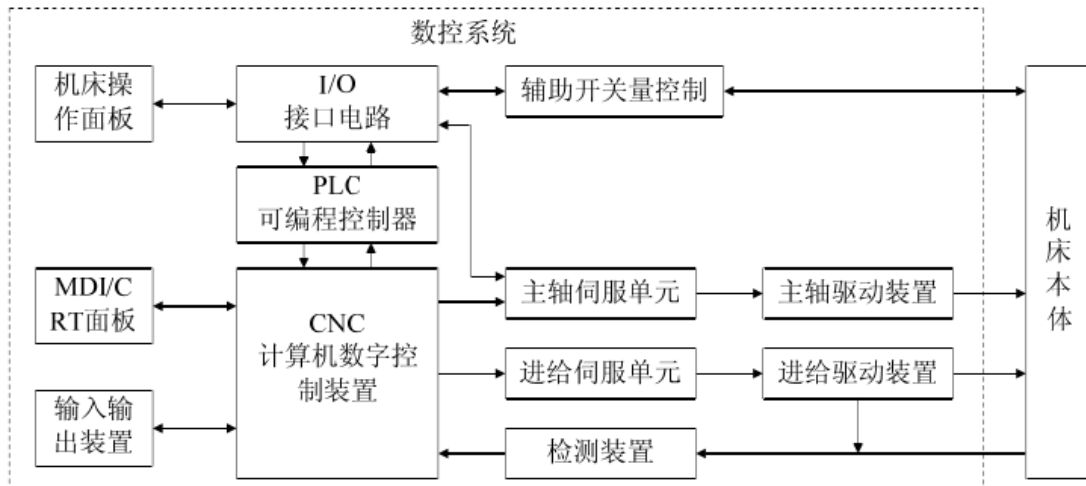 数控系统
机床操
作面板
I/O
接口电路
辅助开关量控制
PLC
可编程控制器
MDI/C
RT面板
CNC
计算机数字控
制装置
主轴伺服单元
主轴驱动装置
进给伺服单元
进给驱动装置
输入输
出装置
检测装置
机
床
本
体